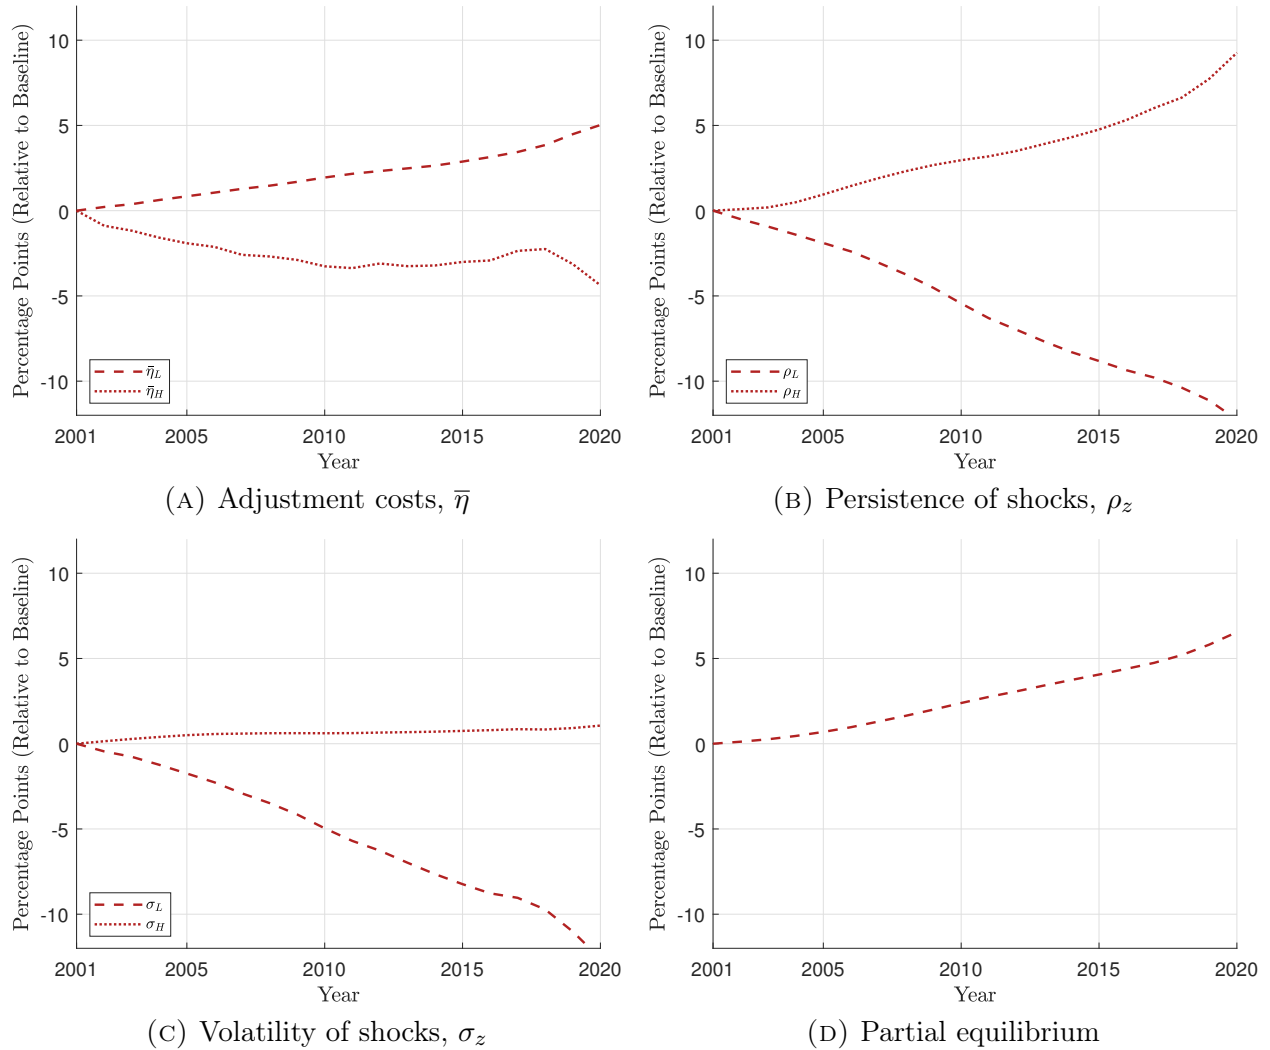 Percentage Points (Relative to Baseline)
10
5
0
-5
-10
η̅_L
η̅_H
2001 2005 2010 2015 2020
Year
(A) Adjustment costs, η̅
Percentage Points (Relative to Baseline)
10
5
0
-5
-10
ρ_L
ρ_H
2001 2005 2010 2015 2020
Year
(B) Persistence of shocks, ρ_z
Percentage Points (Relative to Baseline)
10
5
0
-5
-10
σ_L
σ_H
2001 2005 2010 2015 2020
Year
(C) Volatility of shocks, σ_z
Percentage Points (Relative to Baseline)
10
5
0
-5
-10
2001 2005 2010 2015 2020
Year
(D) Partial equilibrium